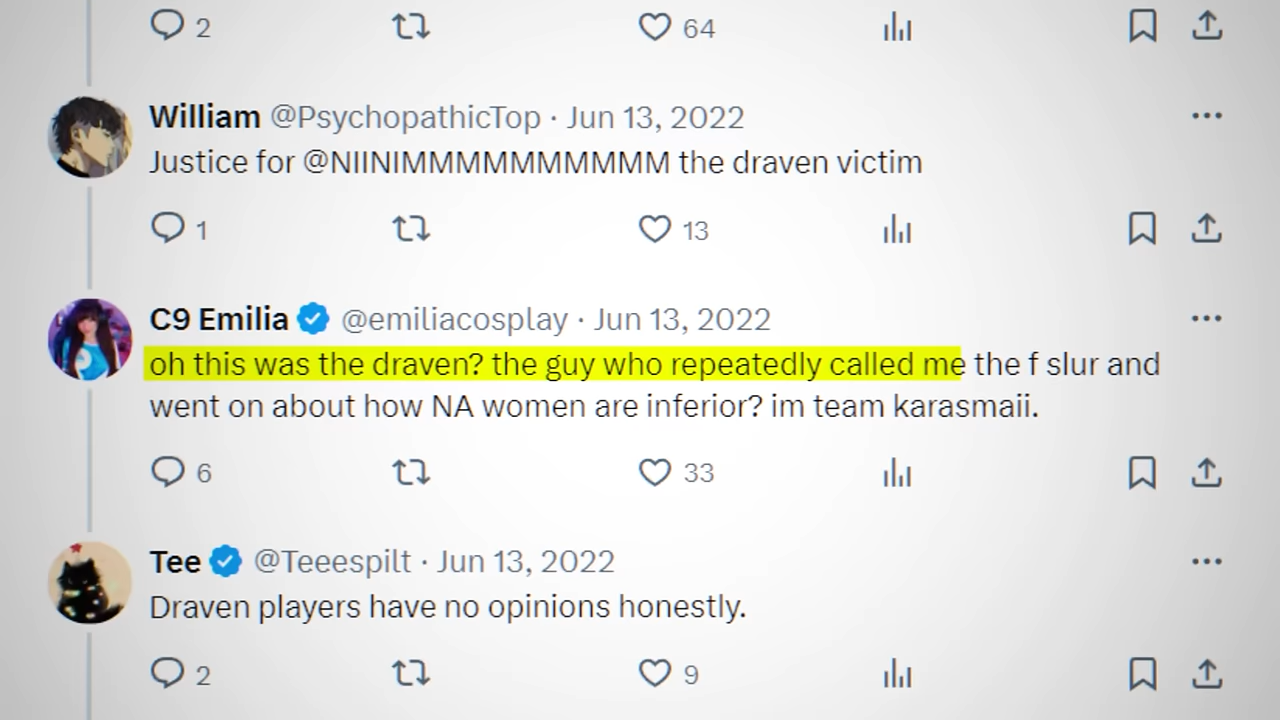 2 64
William @PsychopathicTop · Jun 13, 2022
Justice for @NIINIMMMMMMMMMMM the draven victim
1 13
C9 Emilia @emiliacosplay · Jun 13, 2022
oh this was the draven? the guy who repeatedly called me the f slur and
went on about how NA women are inferior? im team karasmaii.
6 33
Tee @Teeespilt · Jun 13, 2022
Draven players have no opinions honestly.
2 9